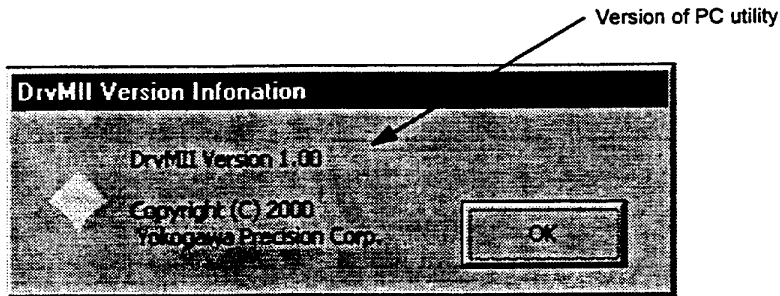 Version of PC utility
DrvMII Version Infonation
DrvMII Version 1.00
Copyright (C) 2000
Yokogawa Precision Corp.
OK